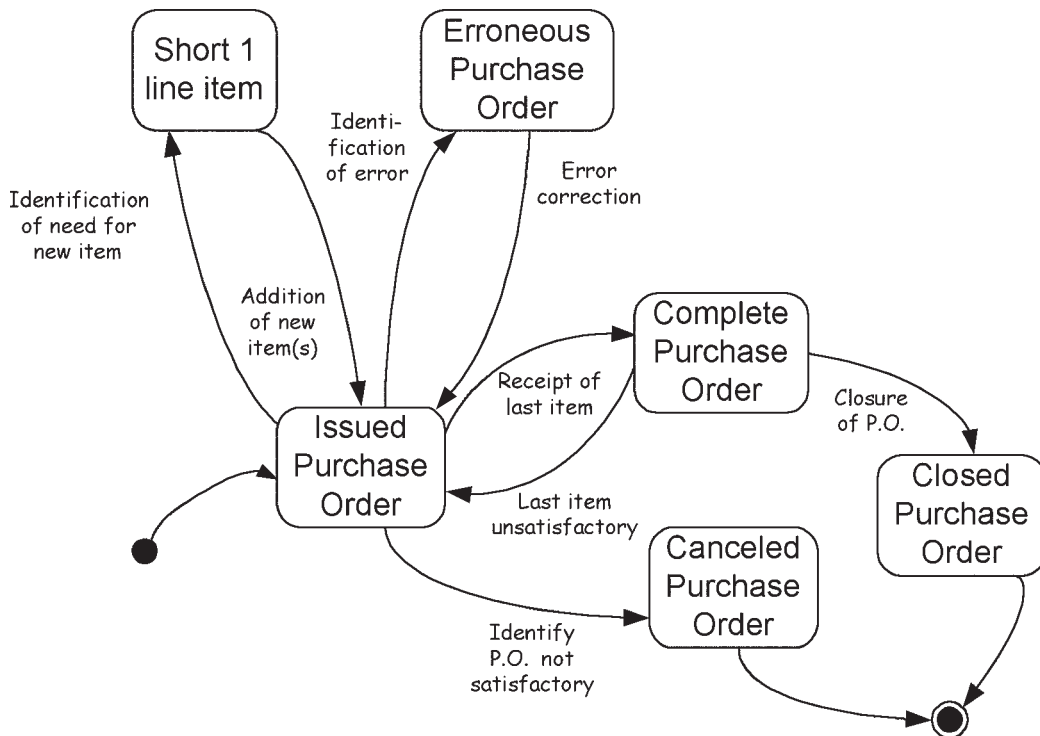 Short 1
line item
Erroneous
Purchase
Order
Identi-
fication
of error
Error
correction
Identification
of need for
new item
Addition
of new
item(s)
Complete
Purchase
Order
Receipt of
last item
Closure
of P.O.
Issued
Purchase
Order
Last item
unsatisfactory
Closed
Purchase
Order
Canceled
Purchase
Order
Identify
P.O. not
satisfactory